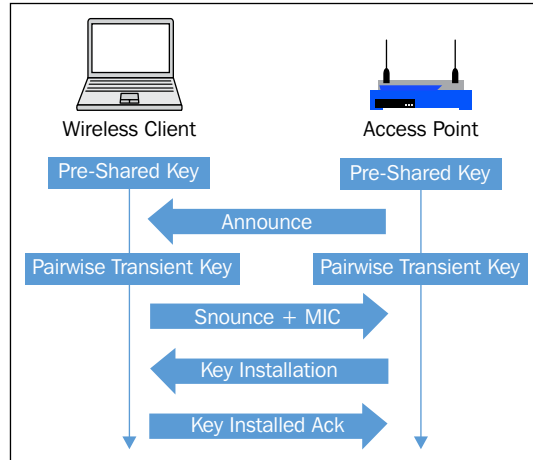 Wireless Client
Access Point
Pre-Shared Key
Pre-Shared Key
Announce
Pairwise Transient Key
Pairwise Transient Key
Snounce + MIC
Key Installation
Key Installed Ack